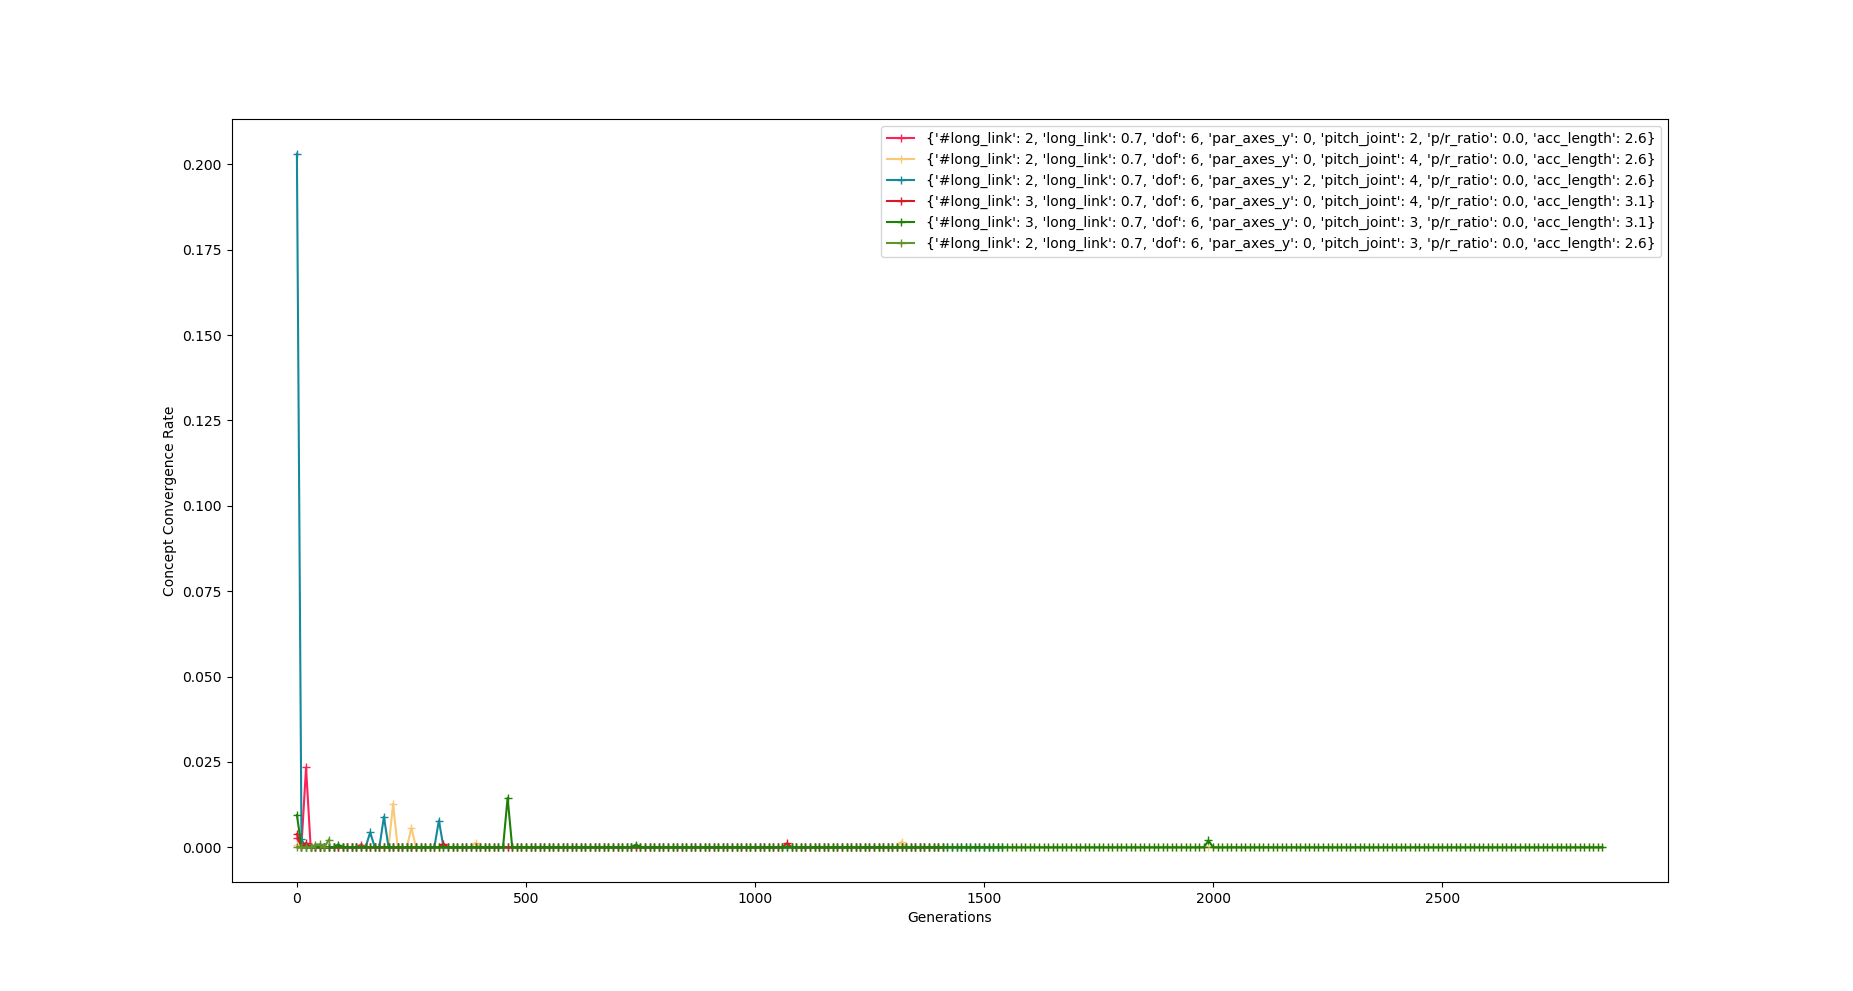 {'#long_link': 2, 'long_link': 0.7, 'dof': 6, 'par_axes_y': 0, 'pitch_joint': 2, 'p/r_ratio': 0.0, 'acc_length': 2.6}
{'#long_link': 2, 'long_link': 0.7, 'dof': 6, 'par_axes_y': 0, 'pitch_joint': 4, 'p/r_ratio': 0.0, 'acc_length': 2.6}
{'#long_link': 2, 'long_link': 0.7, 'dof': 6, 'par_axes_y': 2, 'pitch_joint': 4, 'p/r_ratio': 0.0, 'acc_length': 2.6}
{'#long_link': 3, 'long_link': 0.7, 'dof': 6, 'par_axes_y': 0, 'pitch_joint': 4, 'p/r_ratio': 0.0, 'acc_length': 3.1}
{'#long_link': 3, 'long_link': 0.7, 'dof': 6, 'par_axes_y': 0, 'pitch_joint': 3, 'p/r_ratio': 0.0, 'acc_length': 3.1}
{'#long_link': 2, 'long_link': 0.7, 'dof': 6, 'par_axes_y': 0, 'pitch_joint': 3, 'p/r_ratio': 0.0, 'acc_length': 2.6}
Concept Convergence Rate
0.200
0.175
0.150
0.125
0.100
0.075
0.050
0.025
0.000
0 500 1000 1500 2000 2500
Generations